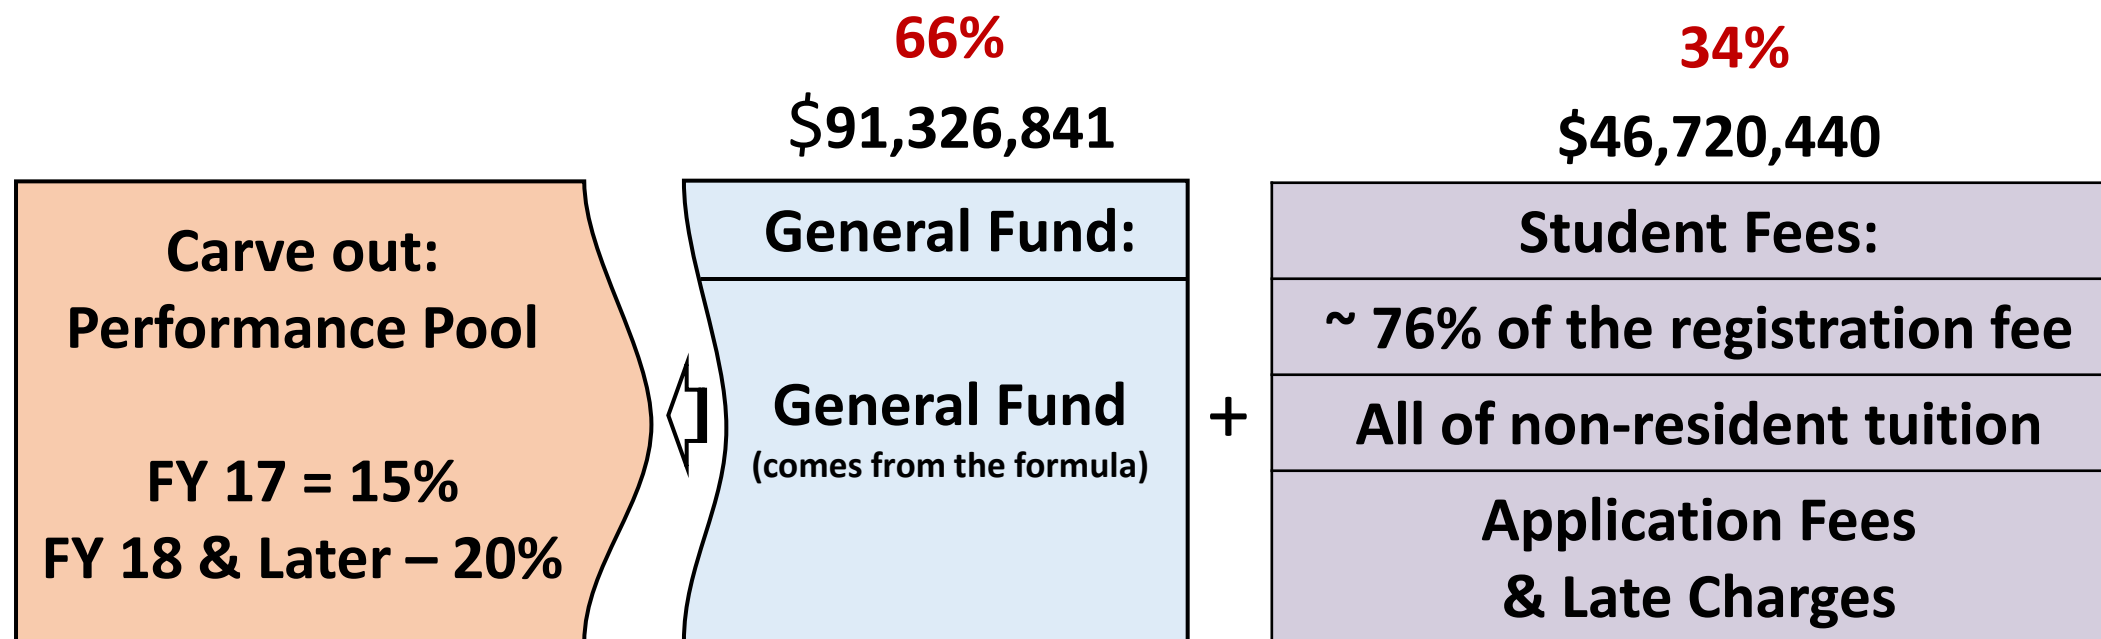 66%
$91,326,841
34%
$46,720,440
Carve out:
Performance Pool
FY 17 = 15%
FY 18 & Later – 20%
General Fund:
General Fund
(comes from the formula)
+
Student Fees:
~ 76% of the registration fee
All of non-resident tuition
Application Fees
& Late Charges